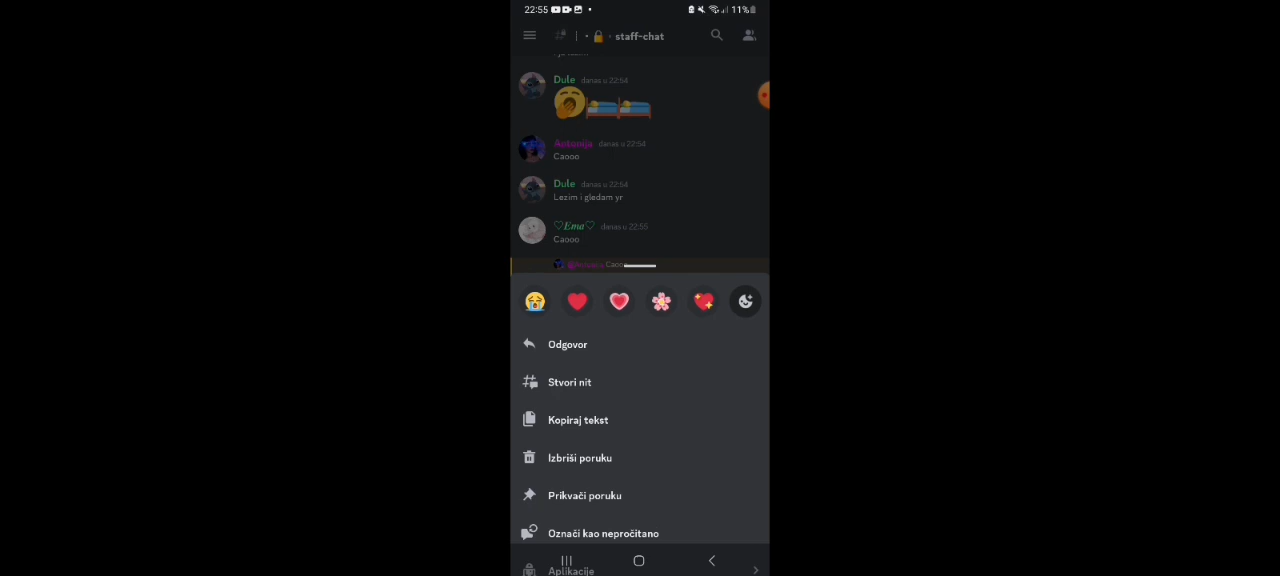 22:55 11%
| • • staff-chat
Dule danas u 22:54
Antonija danas u 22:54
Caooo
Dule danas u 22:54
Lezim i gledam yr
♡Ema♡ danas u 22:55
Caooo
@Antonija Caooo
Odgovor
Stvori nit
Kopiraj tekst
Izbriši poruku
Prikvači poruku
Označi kao nepročitano
Aplikacije